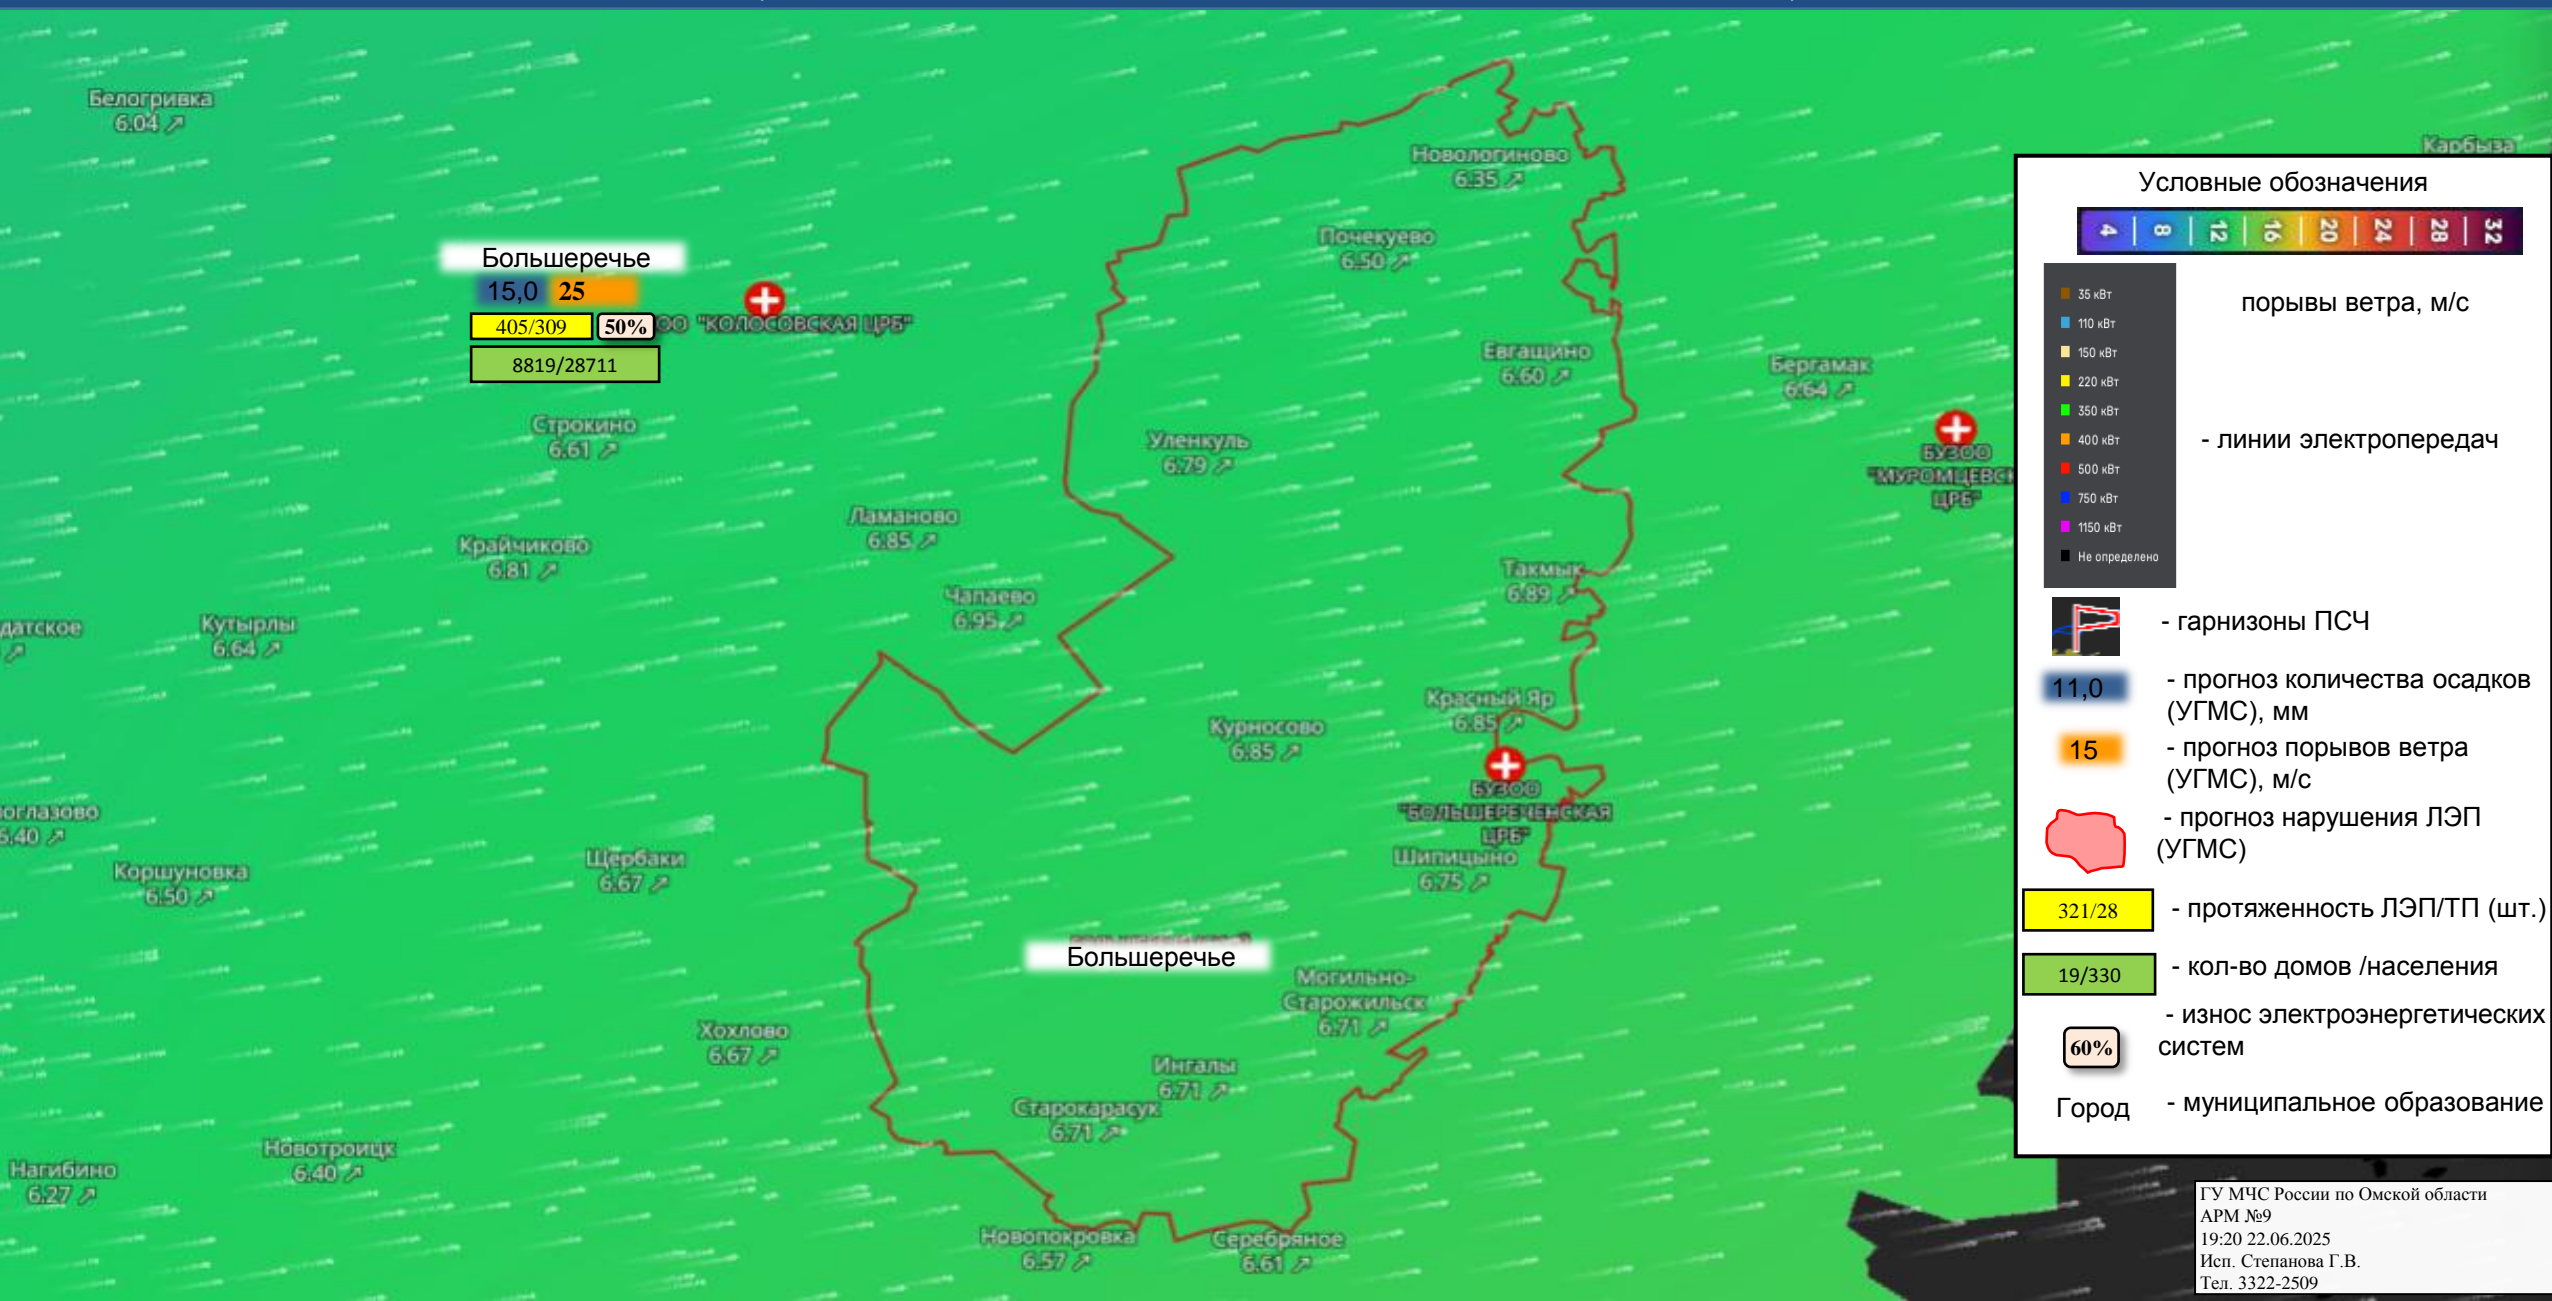 Белогривка
6.04
Карбыза
Новологиново
6.35
Почекуево
6.50
Большеречье
15,0 25
405/309 50%
8819/28711
ОО "КОЛОСОВСКАЯ ЦРБ"
Евгащино
6.60
Бергамак
6.64
Строкино
6.61
Уленкуль
6.79
БУЗОО
"МУРОМЦЕВСК
ЦРБ"
Ламаново
6.85
Крайчиково
6.81
Такмык
6.89
Чапаево
6.95
датское
Кутырлы
6.64
Красный Яр
6.85
Курносово
6.85
БУЗОО
"БОЛЬШЕРЕЧЕНСКАЯ
ЦРБ"
оглазово
6.40
Коршуновка
6.50
Щербаки
6.67
Шипицыно
6.75
Большеречье
Могильно-
Старожильск
6.71
Хохлово
6.67
Ингалы
6.71
Старокарасук
6.71
Новотроицк
6.40
Нагибино
6.27
Новопокровка
6.57
Серебряное
6.61
Условные обозначения
4 8 12 16 20 24 28 32
порывы ветра, м/с
35 кВт
110 кВт
150 кВт
220 кВт
350 кВт
400 кВт
500 кВт
750 кВт
1150 кВт
Не определено
- линии электропередач
- гарнизоны ПСЧ
11,0 - прогноз количества осадков
(УГМС), мм
15 - прогноз порывов ветра
(УГМС), м/с
- прогноз нарушения ЛЭП
(УГМС)
321/28 - протяженность ЛЭП/ТП (шт.)
19/330 - кол-во домов /населения
60% - износ электроэнергетических
систем
Город - муниципальное образование
ГУ МЧС России по Омской области
АРМ №9
19:20 22.06.2025
Исп. Степанова Г.В.
Тел. 3322-2509